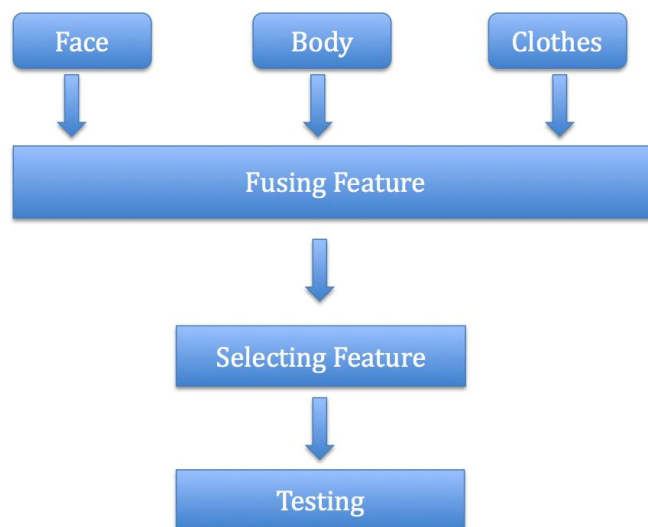 Face
Body
Clothes
Fusing Feature
Selecting Feature
Testing